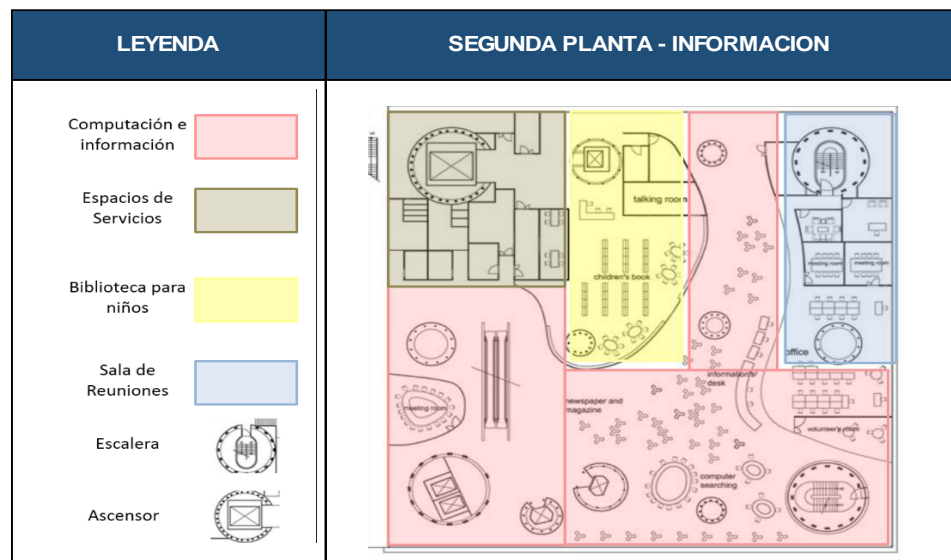 LEYENDA
SEGUNDA PLANTA - INFORMACION
Computación e
información
Espacios de
Servicios
Biblioteca para
niños
Sala de
Reuniones
Escalera
Ascensor
talking room
children's book
meeting room
meeting room
office
information's/
desk
meeting room
newspaper and
magazine
volunteer's room
computer
searching